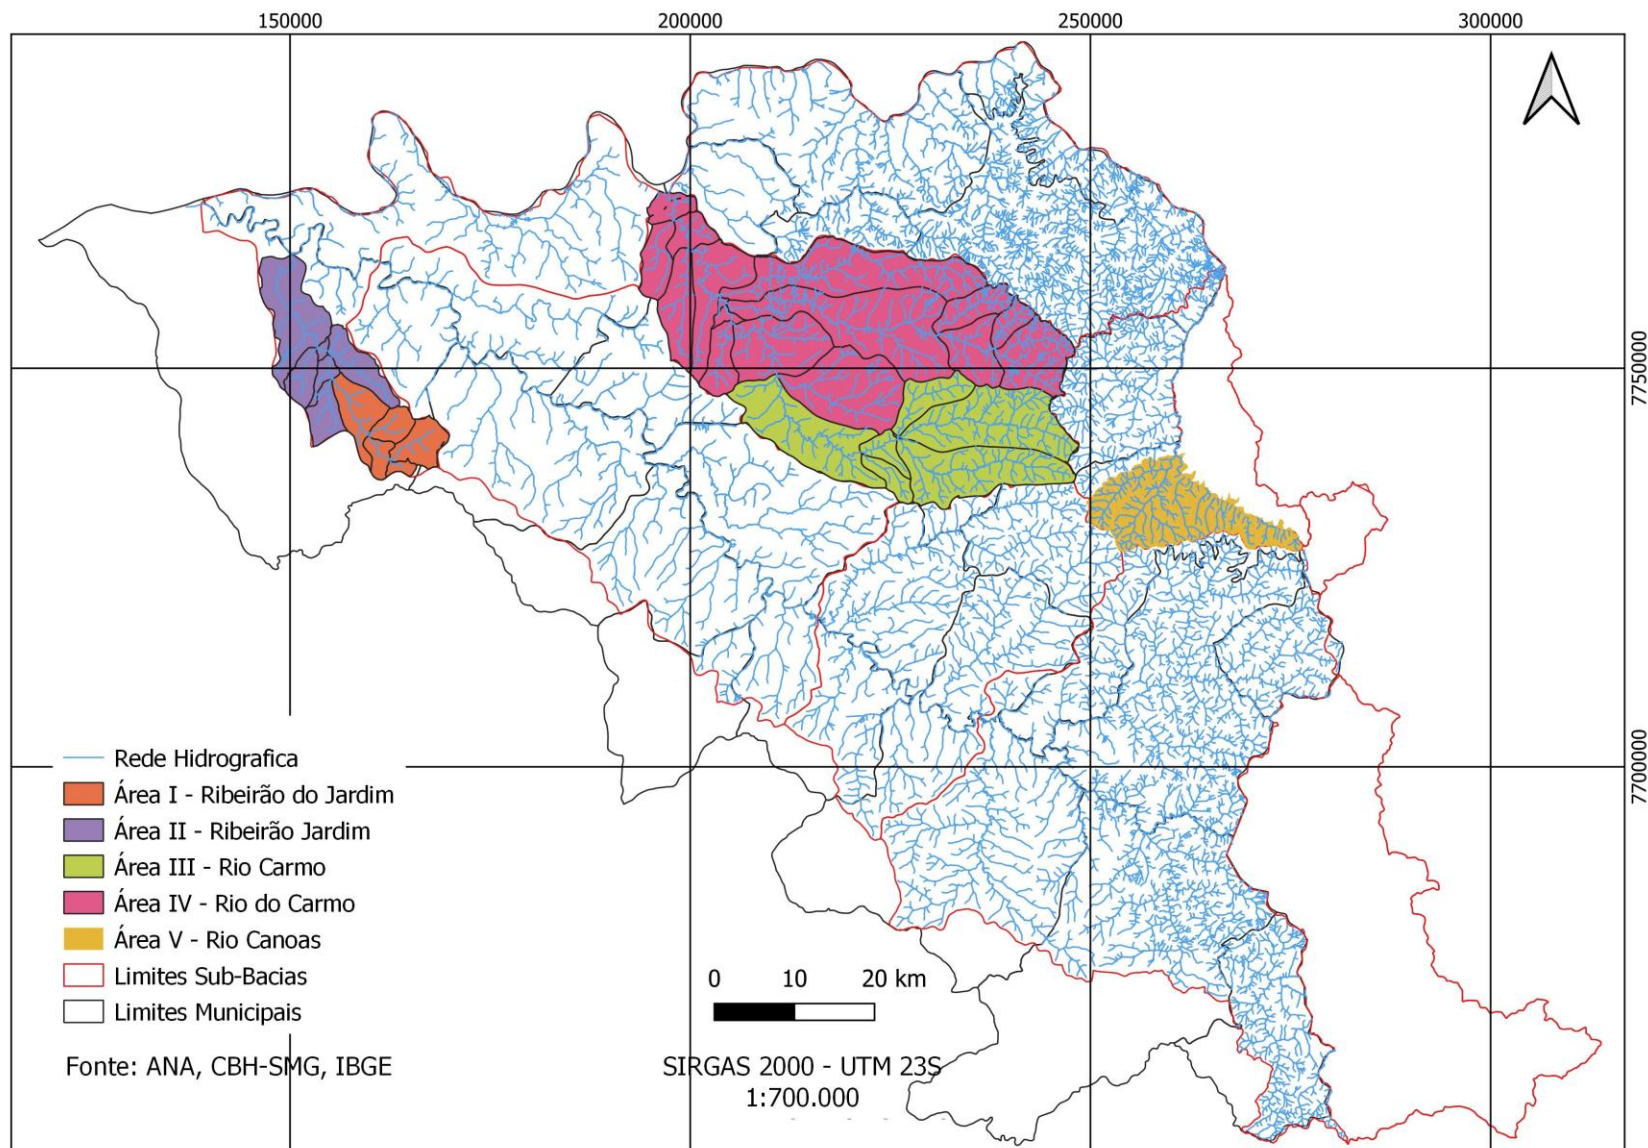 150000
200000
250000
300000
7750000
7700000
Rede Hidrografica
Área I - Ribeirão do Jardim
Área II - Ribeirão Jardim
Área III - Rio Carmo
Área IV - Rio do Carmo
Área V - Rio Canoas
Limites Sub-Bacias
Limites Municipais
Fonte: ANA, CBH-SMG, IBGE
0 10 20 km
SIRGAS 2000 - UTM 23S
1:700.000